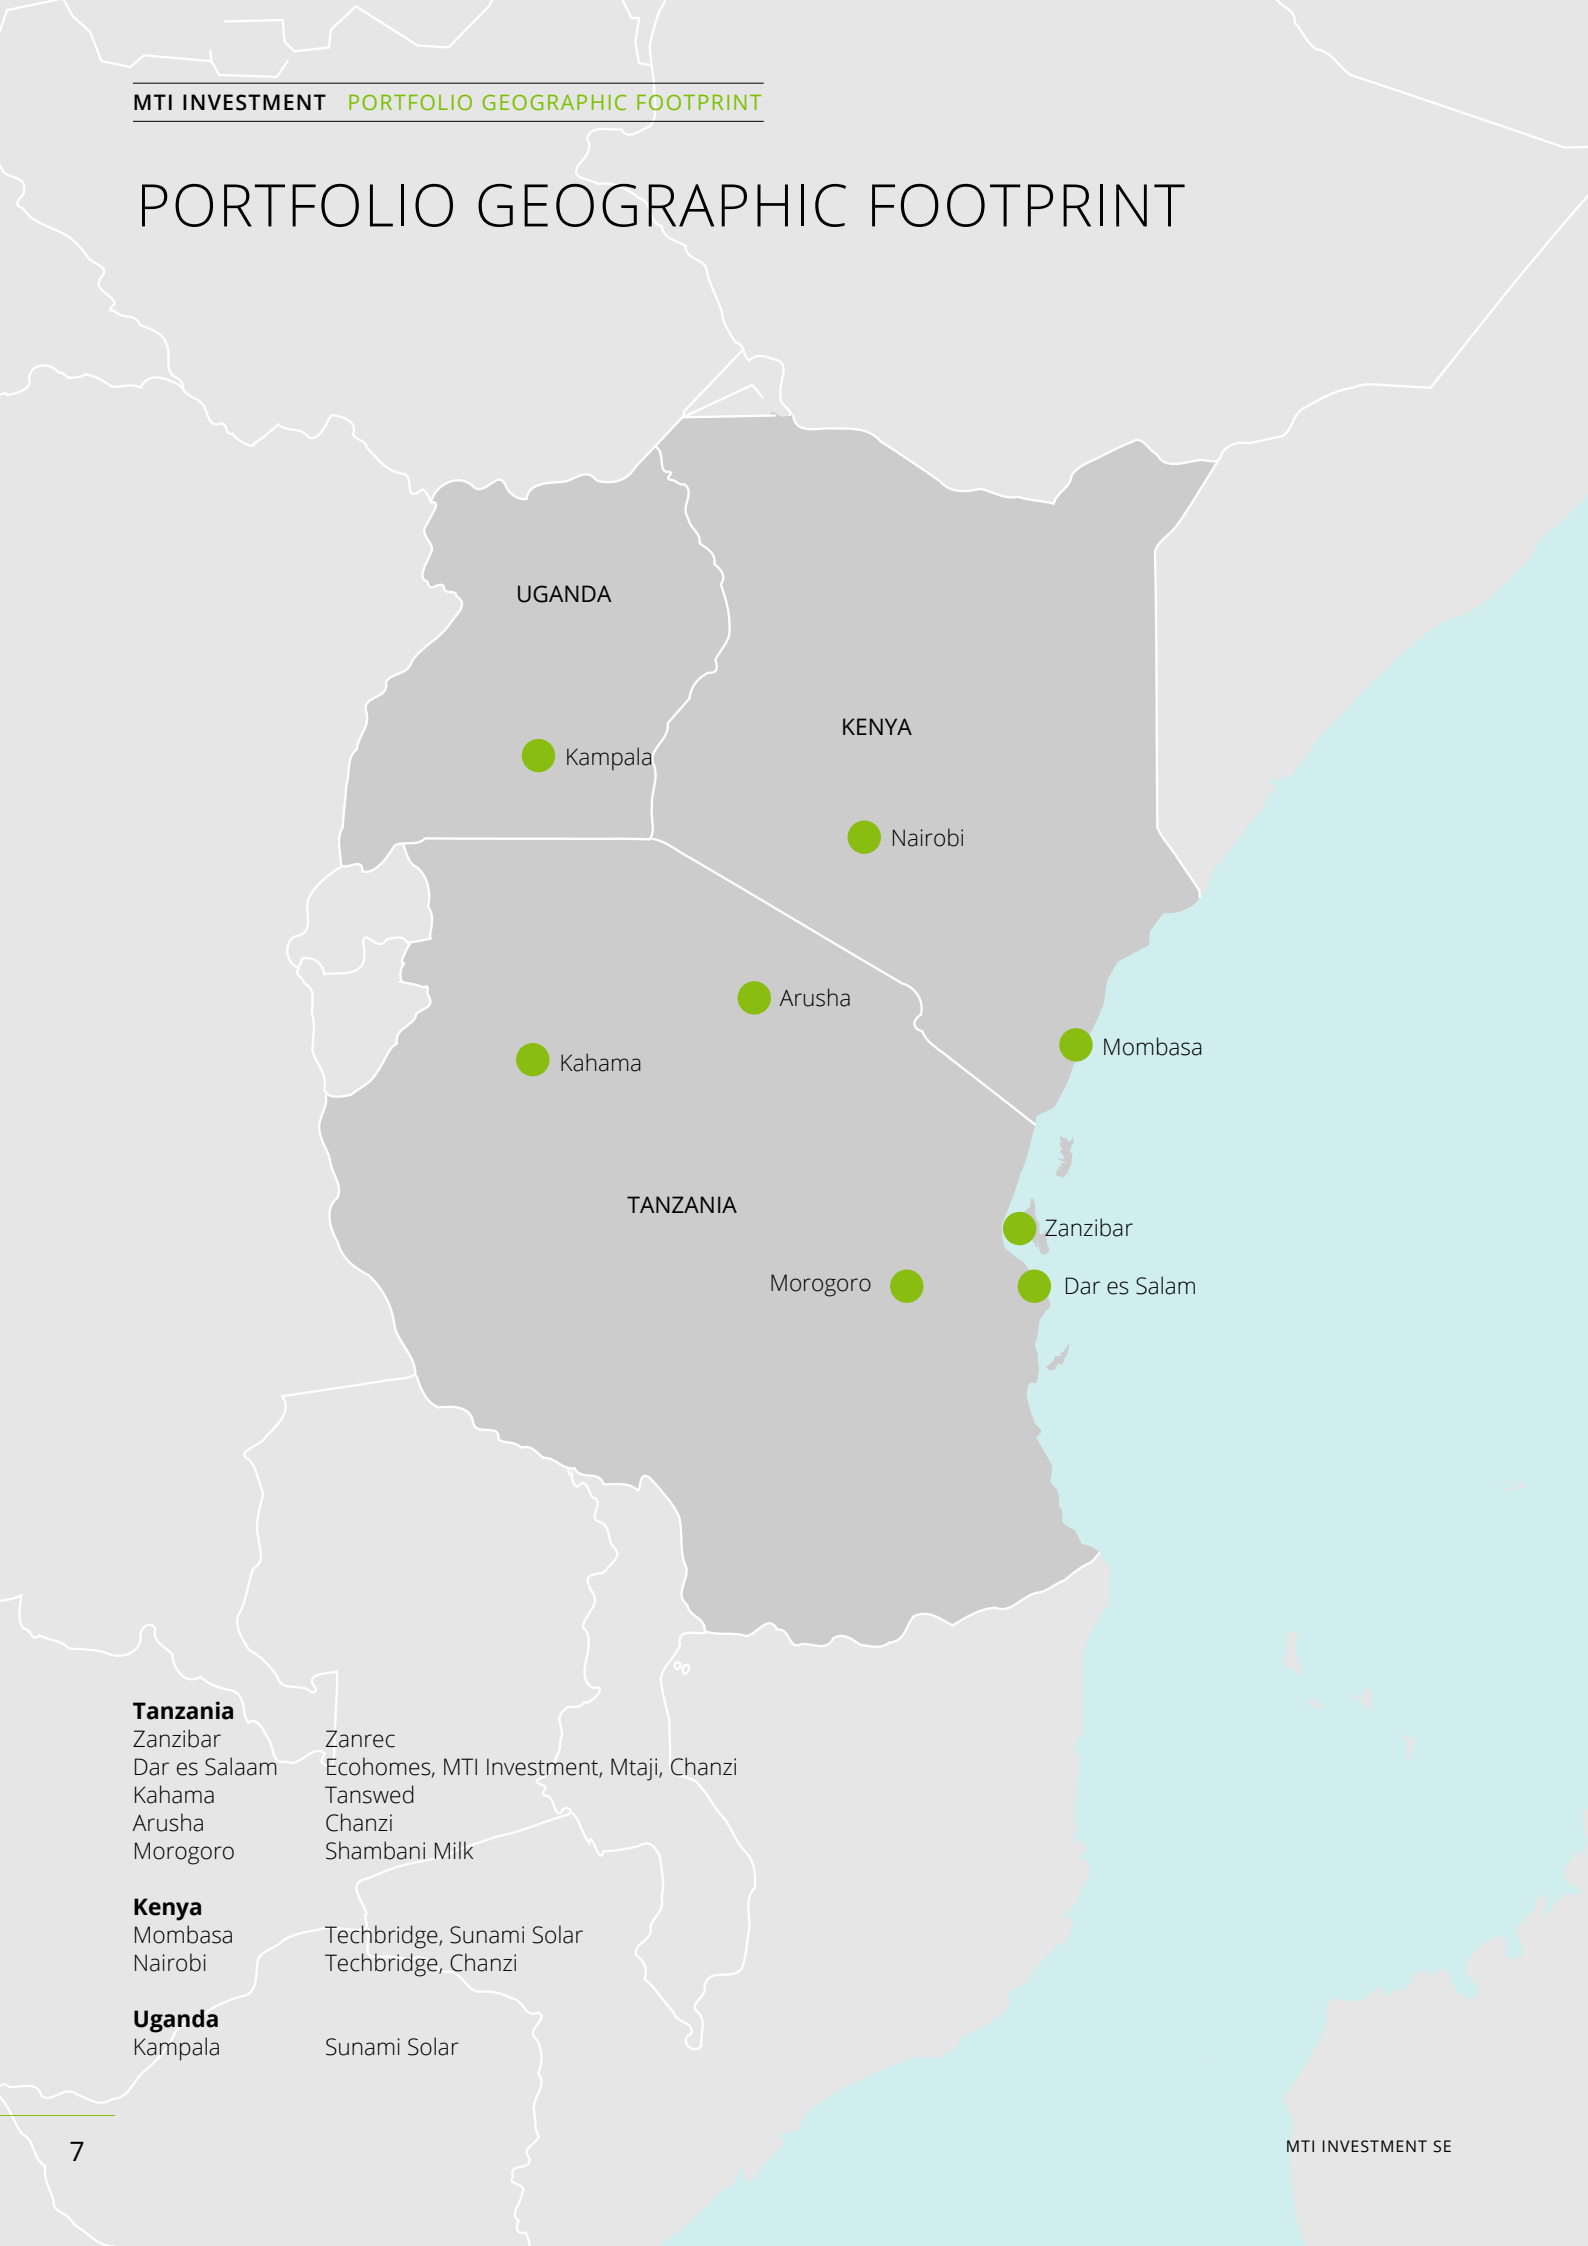 MTI INVESTMENT PORTFOLIO GEOGRAPHIC FOOTPRINT
PORTFOLIO GEOGRAPHIC FOOTPRINT
UGANDA
KENYA
Kampala
Nairobi
Arusha
Mombasa
Kahama
TANZANIA
Zanzibar
Morogoro
Dar es Salam
Tanzania
Zanzibar Zanrec
Dar es Salaam Ecohomes, MTI Investment, Mtaji, Chanzi
Kahama Tanswed
Arusha Chanzi
Morogoro Shambani Milk
Kenya
Mombasa Techbridge, Sunami Solar
Nairobi Techbridge, Chanzi
Uganda
Kampala Sunami Solar
7
MTI INVESTMENT SE